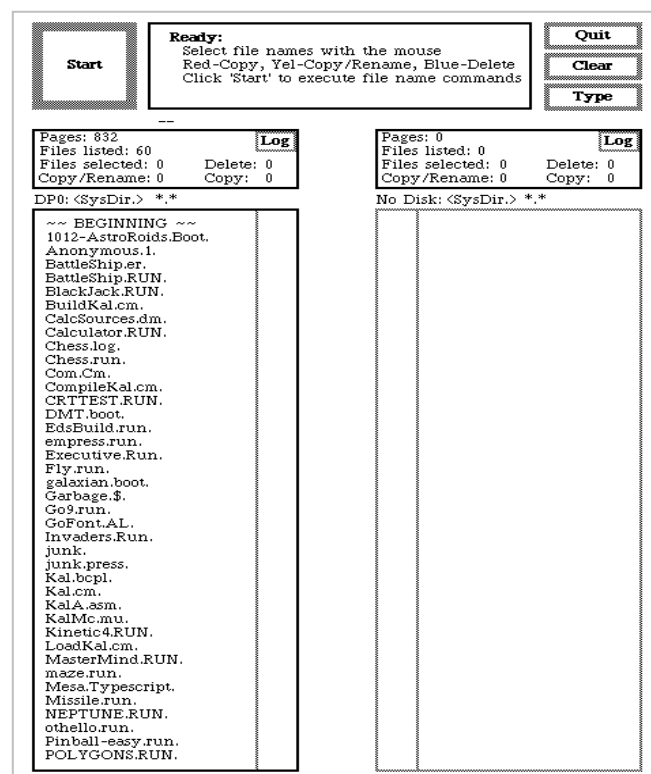 Start
Ready:
Select file names with the mouse
Red-Copy, Yel-Copy/Rename, Blue-Delete
Click 'Start' to execute file name commands
Quit
Clear
Type
Pages: 832
Log
Files listed: 60
Files selected: 0 Delete: 0
Copy/Rename: 0 Copy: 0
DP0: <SysDir.> *.*
~~ BEGINNING ~~
1012-AstroRoids.Boot.
Anonymous.1.
BattleShip.er.
BattleShip.RUN.
BlackJack.RUN.
BuildKal.cm.
CalcSources.dm.
Calculator.RUN.
Chess.log.
Chess.run.
Com.Cm.
CompileKal.cm.
CRTTEST.RUN.
DMT.boot.
EdsBuild.run.
empress.run.
Executive.Run.
Fly.run.
galaxian.boot.
Garbage.$.
Go9.run.
GoFont.AL.
Invaders.Run.
junk.
junk.press.
Kal.bcpl.
Kal.cm.
KalA.asm.
KalMc.mu.
Kinetic4.RUN.
LoadKal.cm.
MasterMind.RUN.
maze.run.
Mesa.Typescript.
Missile.run.
NEPTUNE.RUN.
othello.run.
Pinball-easy.run.
POLYGONS.RUN.
Pages: 0
Log
Files listed: 0
Files selected: 0 Delete: 0
Copy/Rename: 0 Copy: 0
No Disk: <SysDir.> *.*